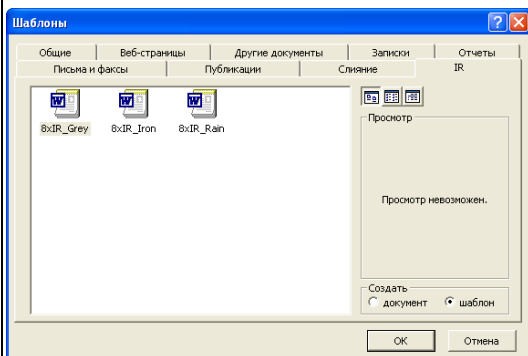 Шаблоны
Общие Веб-страницы Другие документы Записки Отчеты
Письма и факсы Публикации Слияние IR
8xIR_Grey 8xIR_Iron 8xIR_Rain
Просмотр
Просмотр невозможен.
Создать
документ шаблон
ОК Отмена